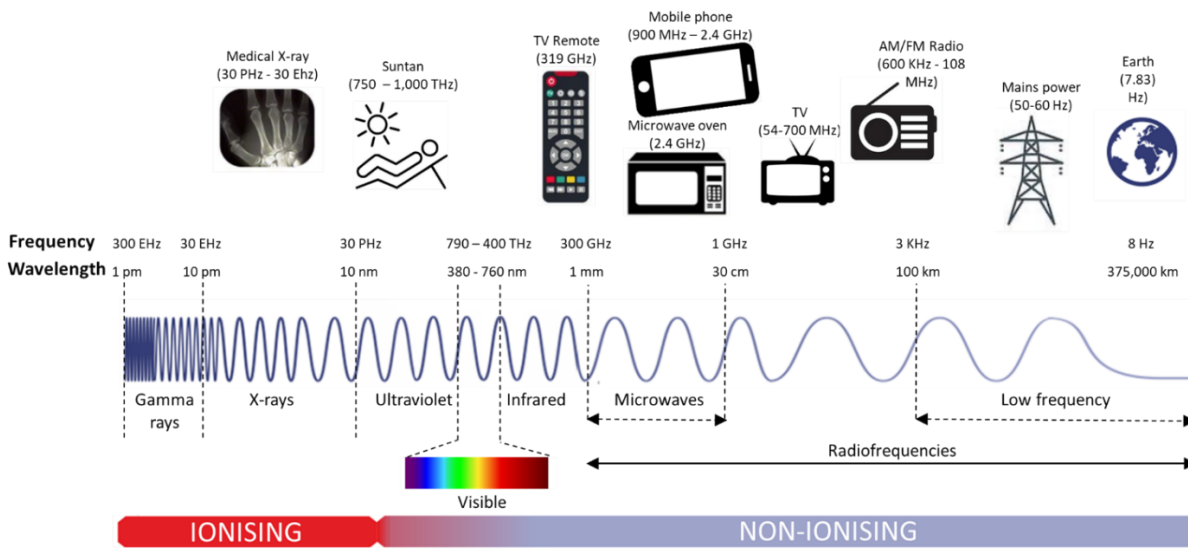 Medical X-ray
(30 PHz - 30 Ehz)
Suntan
(750 – 1,000 THz)
TV Remote
(319 GHz)
Mobile phone
(900 MHz – 2.4 GHz)
Microwave oven
(2.4 GHz)
TV
(54-700 MHz)
AM/FM Radio
(600 KHz - 108
MHz)
Mains power
(50-60 Hz)
Earth
(7.83)
Hz)
Frequency 300 EHz 30 EHz 30 PHz 790 – 400 THz 300 GHz 1 GHz 3 KHz 8 Hz
Wavelength 1 pm 10 pm 10 nm 380 - 760 nm 1 mm 30 cm 100 km 375,000 km
Gamma
rays
X-rays
Ultraviolet
Infrared
Microwaves
Low frequency
Radiofrequencies
Visible
IONISING
NON-IONISING